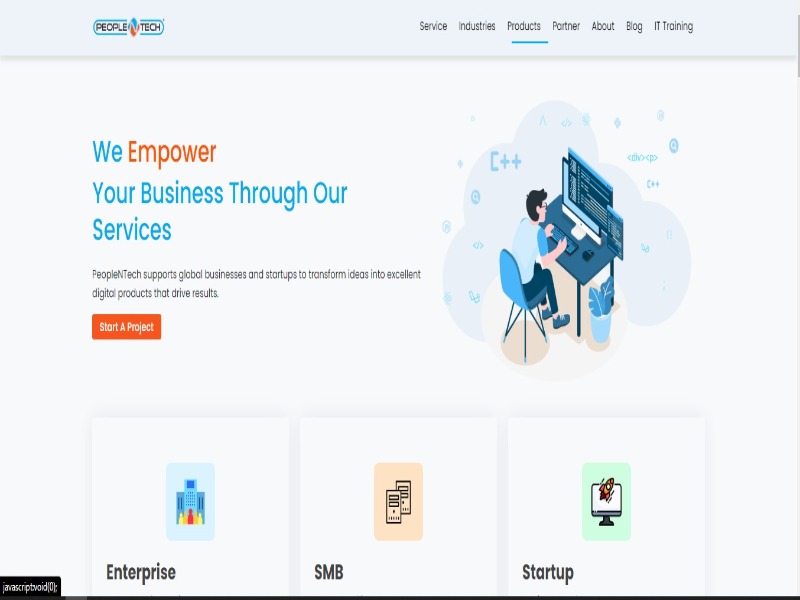 PEOPLE N TECH
Service Industries Products Partner About Blog IT Training
We Empower
Your Business Through Our
Services
PeopleNTech supports global businesses and startups to transform ideas into excellent
digital products that drive results.
Start A Project
C++
</>
<div><p>
C++
</>
Enterprise
SMB
Startup
javascript:void(0);